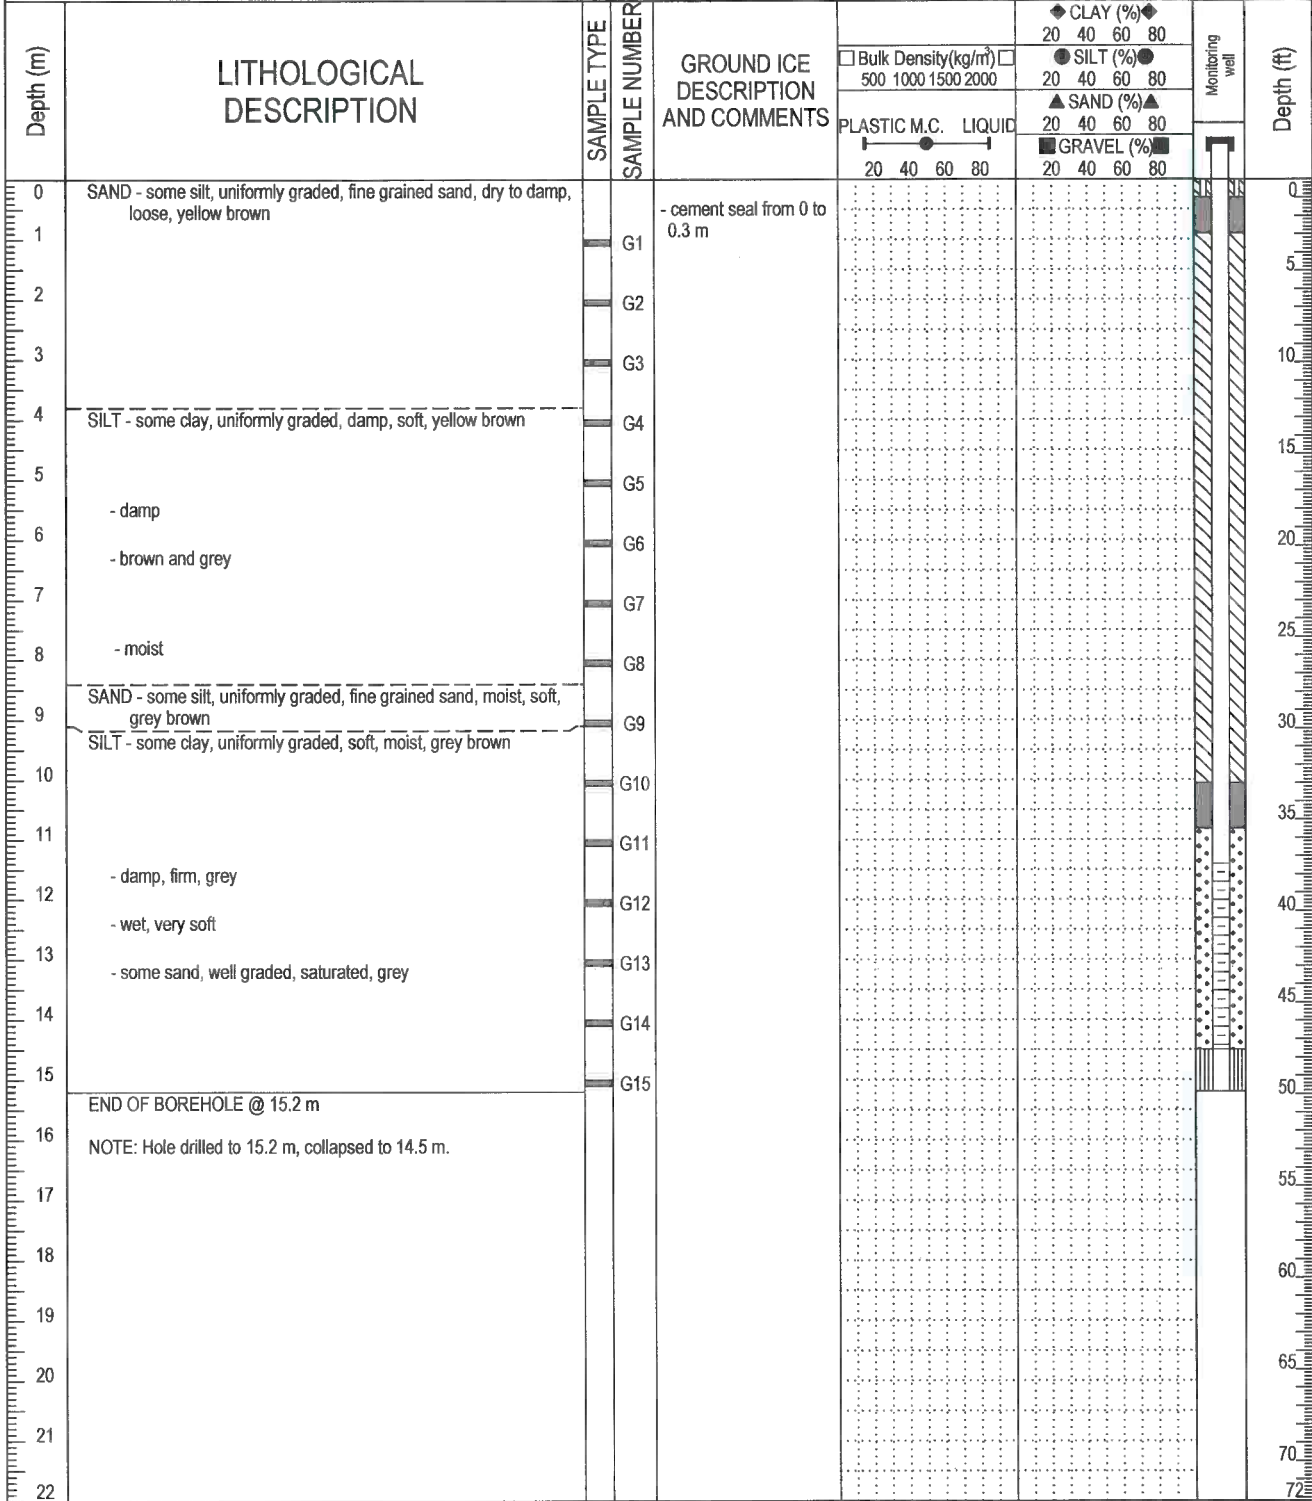 Depth (m)
LITHOLOGICAL
DESCRIPTION
SAMPLE TYPE
SAMPLE NUMBER
GROUND ICE
DESCRIPTION
AND COMMENTS
□ Bulk Density(kg/m³) □
500 1000 1500 2000
PLASTIC M.C. LIQUID
20 40 60 80
◆ CLAY (%) ◆
20 40 60 80
● SILT (%) ●
20 40 60 80
▲ SAND (%) ▲
20 40 60 80
■ GRAVEL (%) ■
20 40 60 80
Monitoring
well
Depth (ft)
0
SAND - some silt, uniformly graded, fine grained sand, dry to damp,
loose, yellow brown
- cement seal from 0 to
0.3 m
0
1
G1
5
2
G2
3
G3
10
4
SILT - some clay, uniformly graded, damp, soft, yellow brown
G4
15
5
G5
- damp
6
G6
20
- brown and grey
7
G7
25
- moist
8
G8
SAND - some silt, uniformly graded, fine grained sand, moist, soft,
grey brown
9
G9
30
SILT - some clay, uniformly graded, soft, moist, grey brown
10
G10
35
11
G11
- damp, firm, grey
12
G12
40
- wet, very soft
13
G13
- some sand, well graded, saturated, grey
45
14
G14
15
G15
50
END OF BOREHOLE @ 15.2 m
16
NOTE: Hole drilled to 15.2 m, collapsed to 14.5 m.
55
17
18
60
19
20
65
21
70
22
72